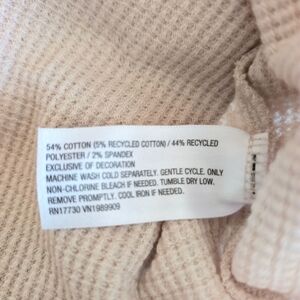 54% COTTON (5% RECYCLED COTTON) / 44% RECYCLED
POLYESTER / 2% SPANDEX
EXCLUSIVE OF DECORATION
MACHINE WASH COLD SEPARATELY. GENTLE CYCLE. ONLY
NON-CHLORINE BLEACH IF NEEDED. TUMBLE DRY LOW.
REMOVE PROMPTLY. COOL IRON IF NEEDED.
RN17730 VN1989909